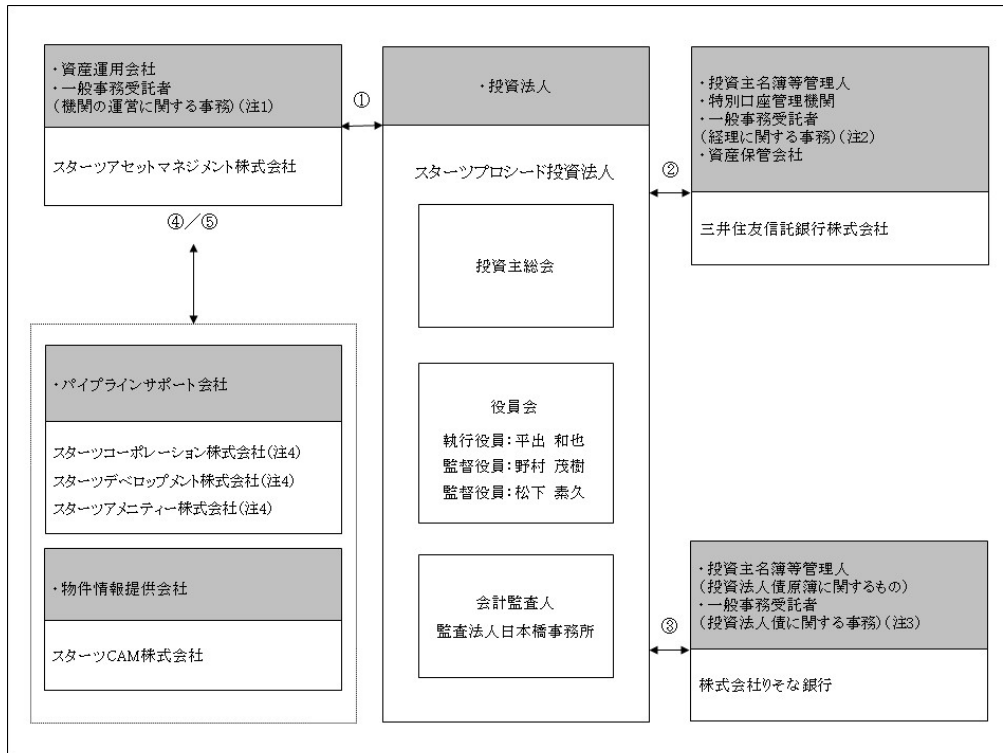 ・資産運用会社
・一般事務受託者
(機関の運営に関する事務)(注1)
スターツアセットマネジメント株式会社
①
④／⑤
・パイプラインサポート会社
スターツコーポレーション株式会社(注4)
スターツデベロップメント株式会社(注4)
スターツアメニティー株式会社(注4)
・物件情報提供会社
スターツCAM株式会社
・投資法人
スターツプロシード投資法人
投資主総会
役員会
執行役員：平出 和也
監督役員：野村 茂樹
監督役員：松下 素久
会計監査人
監査法人日本橋事務所
②
・投資主名簿等管理人
・特別口座管理機関
・一般事務受託者
(経理に関する事務)(注2)
・資産保管会社
三井住友信託銀行株式会社
③
・投資主名簿等管理人
(投資法人債原簿に関するもの)
・一般事務受託者
(投資法人債に関する事務)(注3)
株式会社りそな銀行